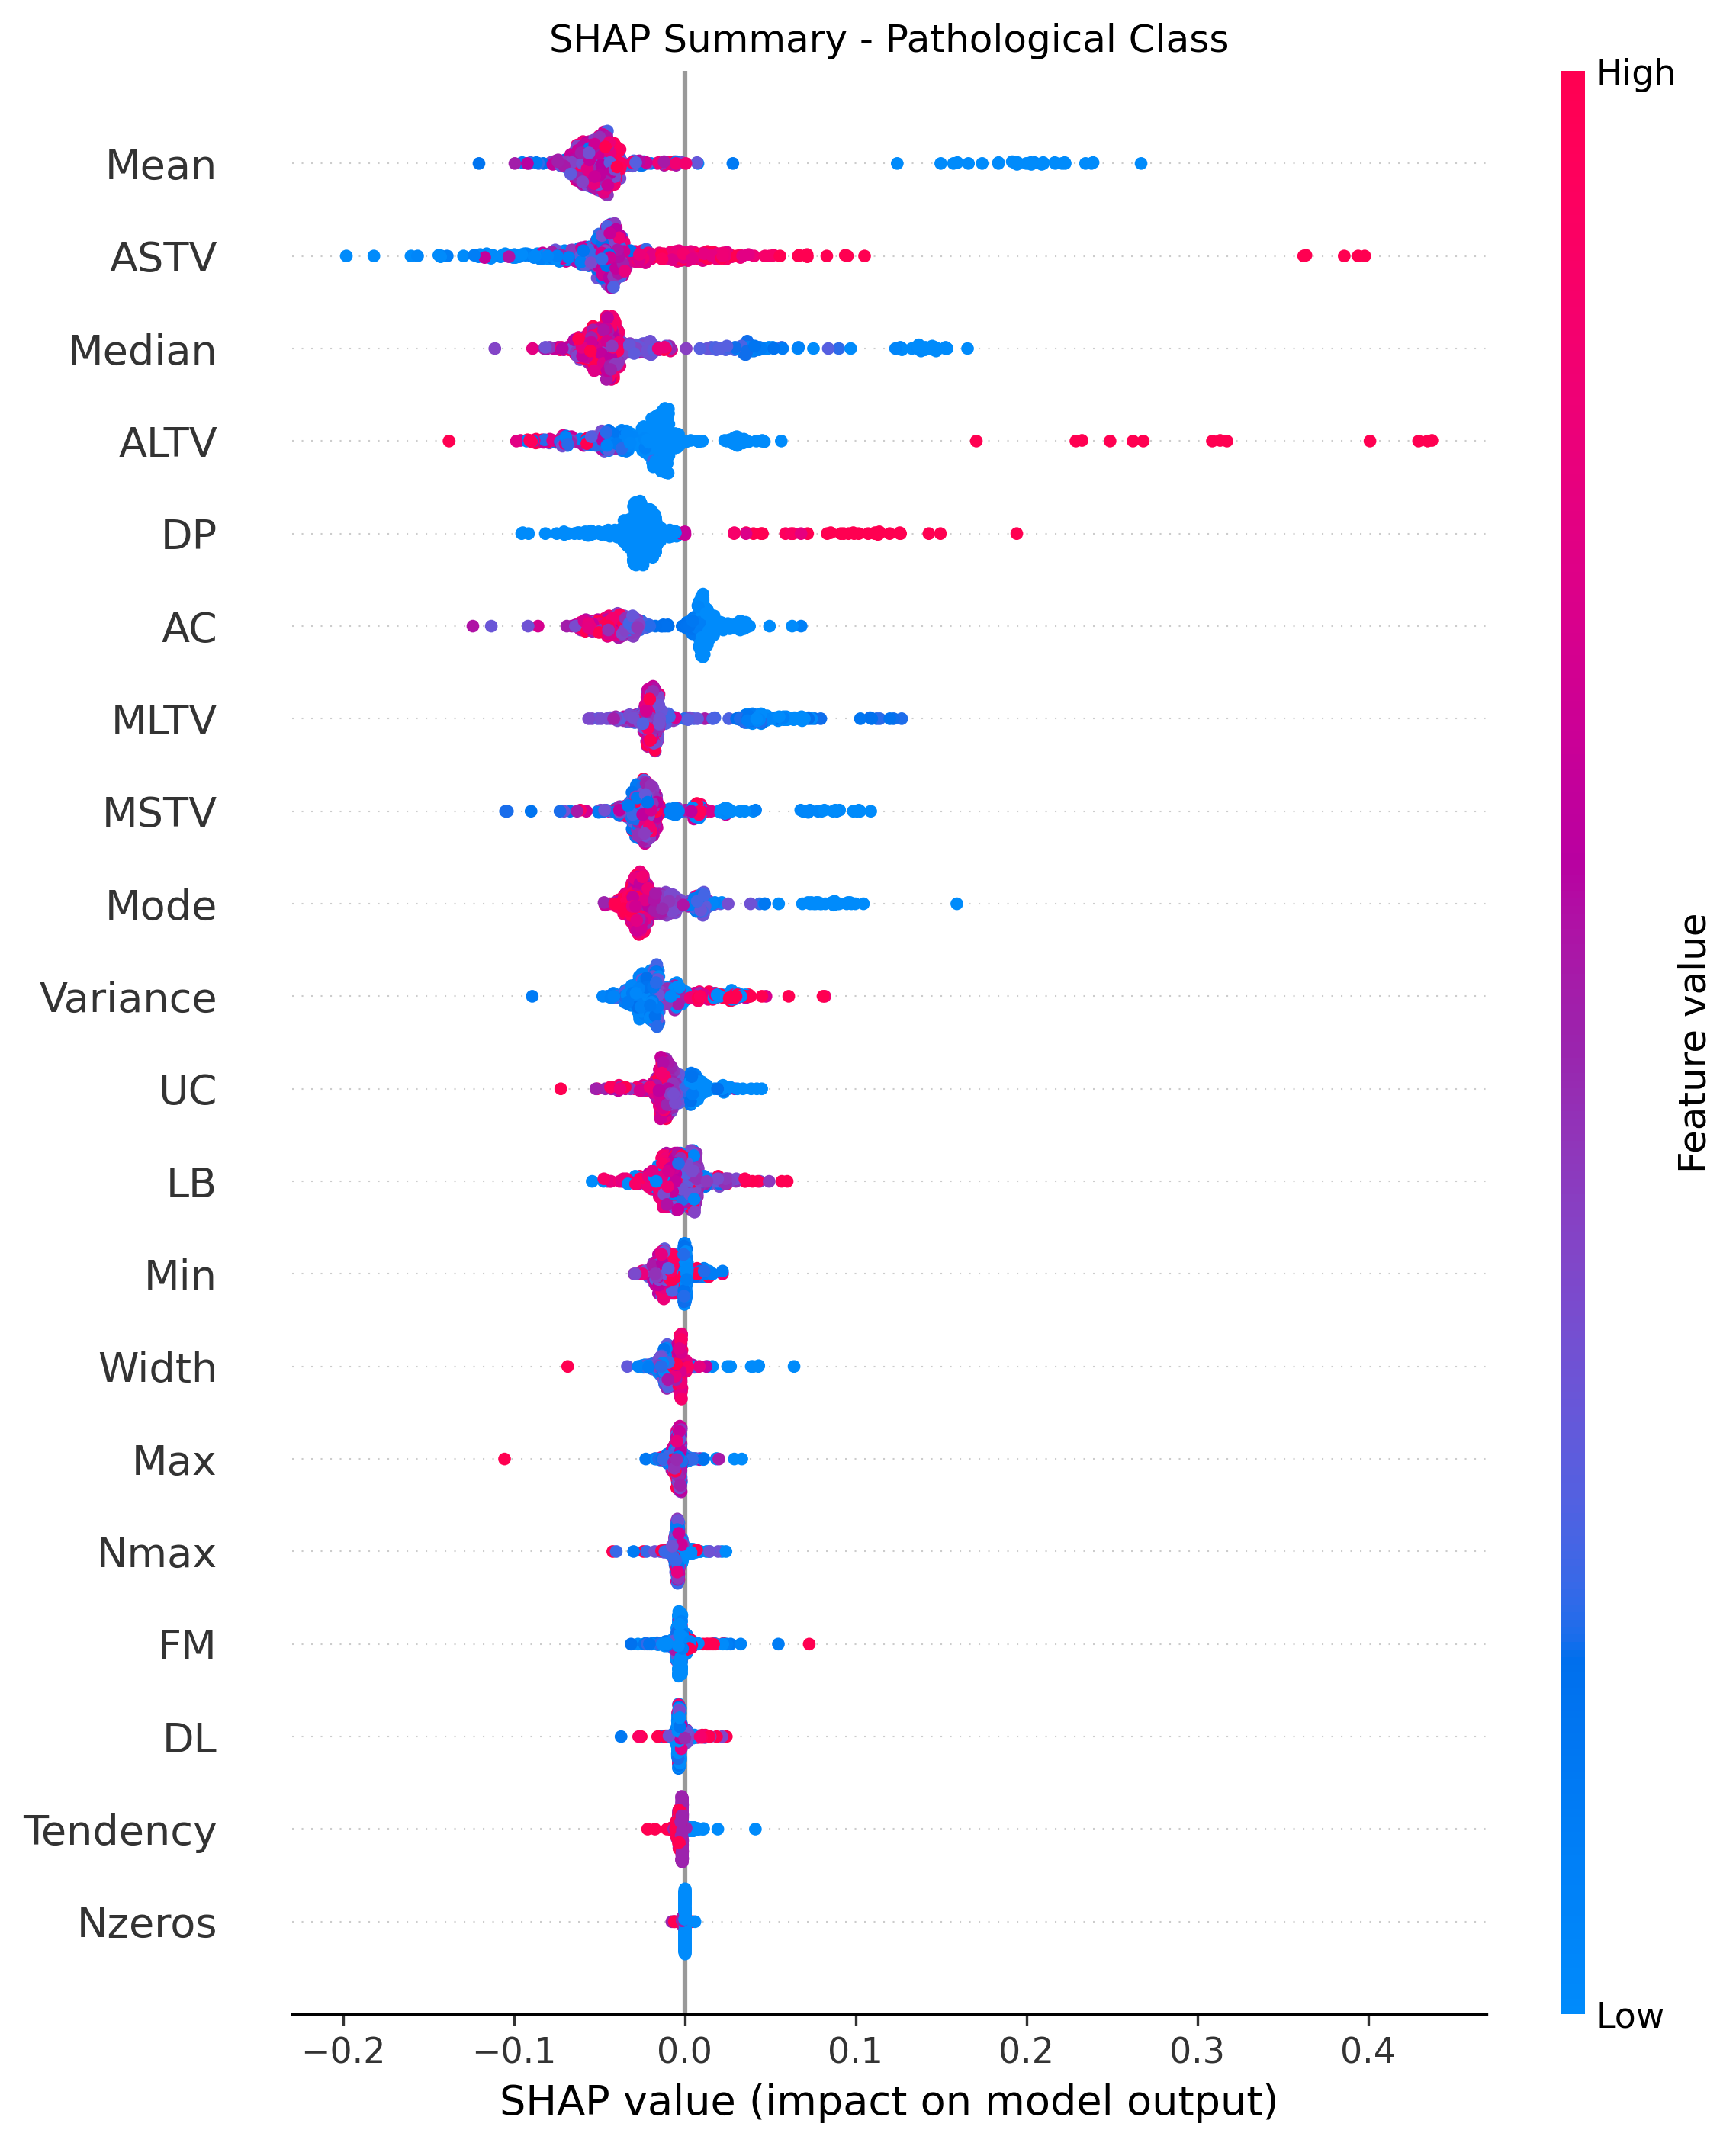 SHAP Summary - Pathological Class
High
Mean
ASTV
Median
ALTV
DP
AC
MLTV
MSTV
Mode
Variance
UC
LB
Min
Width
Max
Nmax
FM
DL
Tendency
Nzeros
Feature value
Low
−0.2 −0.1 0.0 0.1 0.2 0.3 0.4
SHAP value (impact on model output)